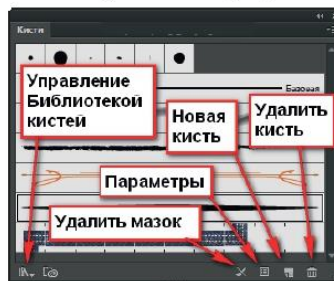 Кисти
Базовая
Управление
Библиотекой
кистей
Новая
кисть
Удалить
кисть
Параметры
Удалить мазок